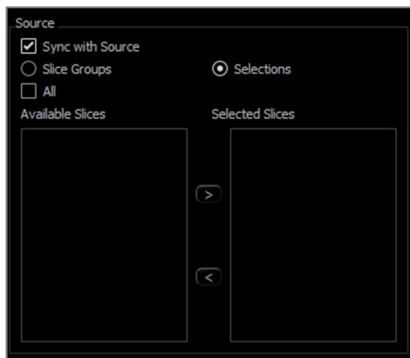 Source
Sync with Source
Slice Groups Selections
All
Available Slices Selected Slices
>
<